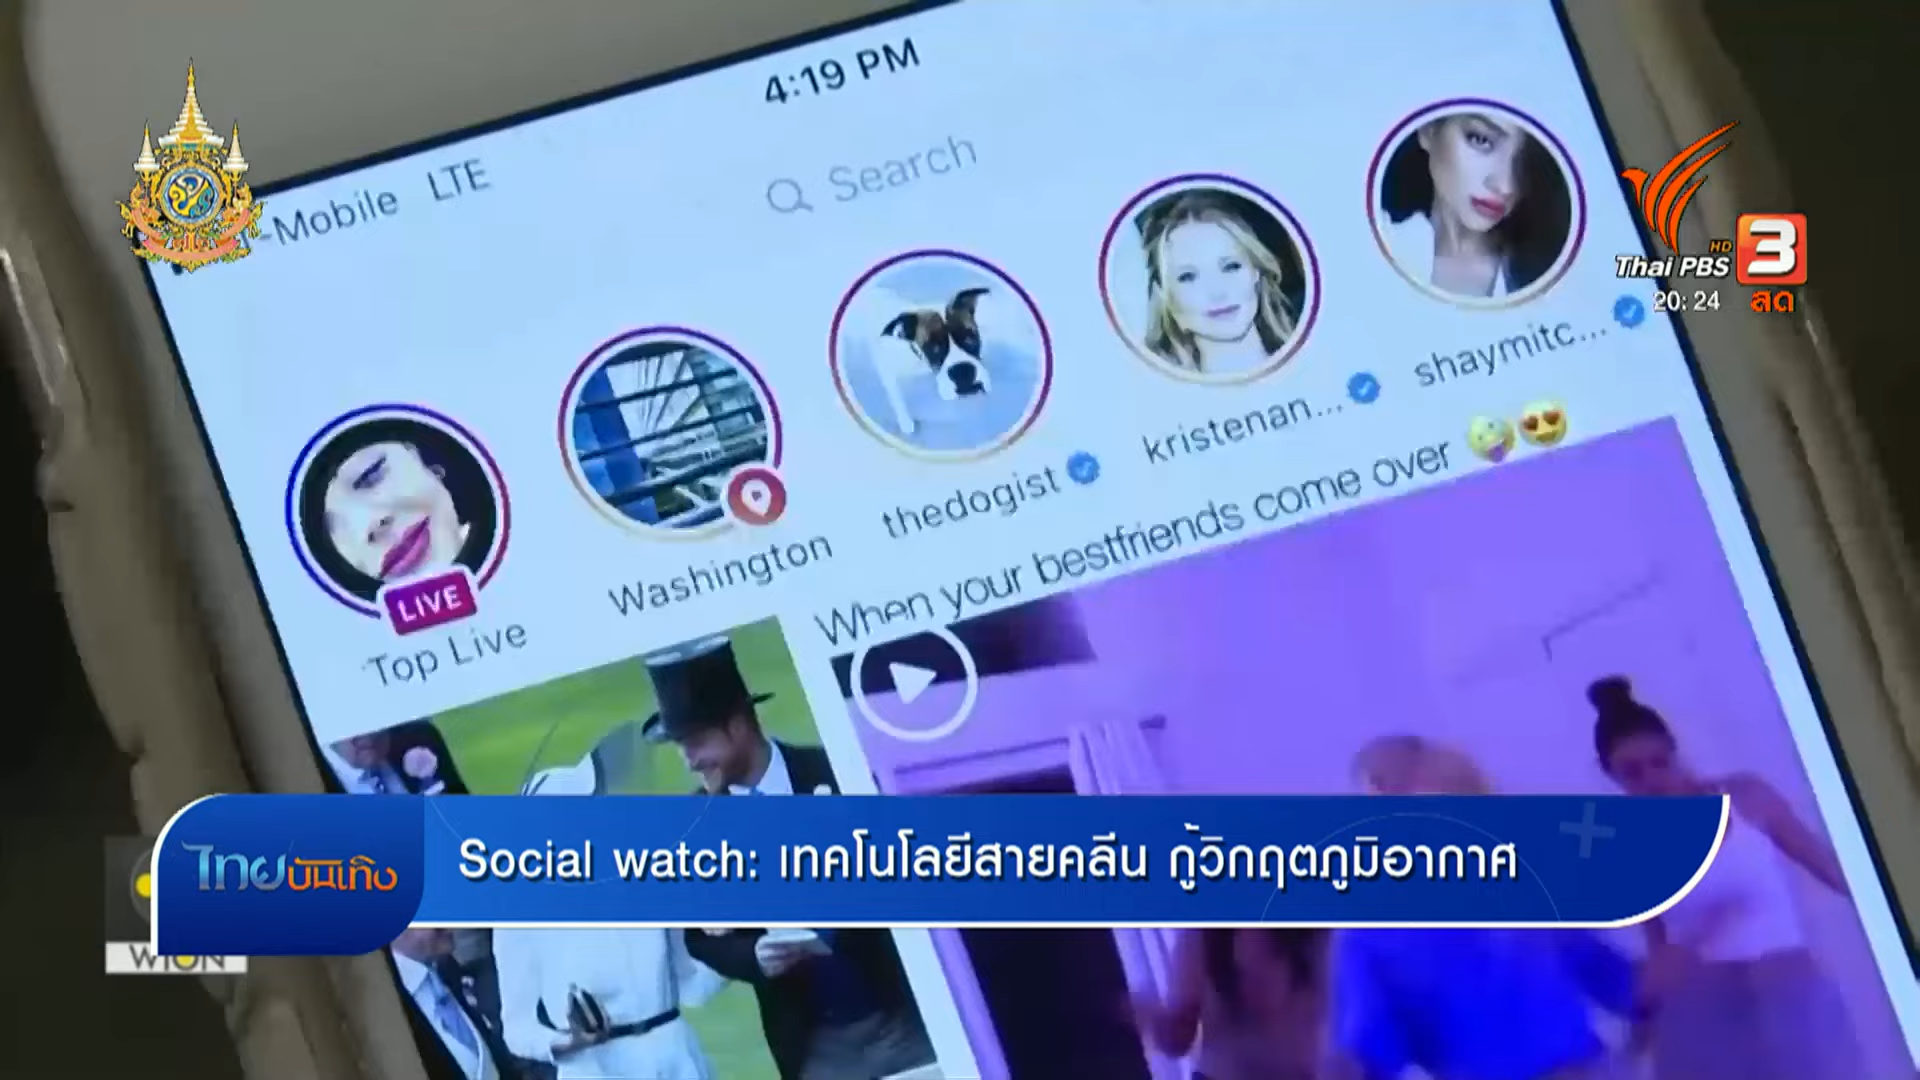 4:19 PM
-Mobile LTE
Search
Thai PBS HD 3
20:24 สด
shaymitc...
kristenan...
thedogist
Washington
LIVE
Top Live
When your bestfriends come over 🤪😍
ไทยบันเทิง
Social watch: เทคโนโลยีสายคลีน กู้วิกฤตภูมิอากาศ
WION